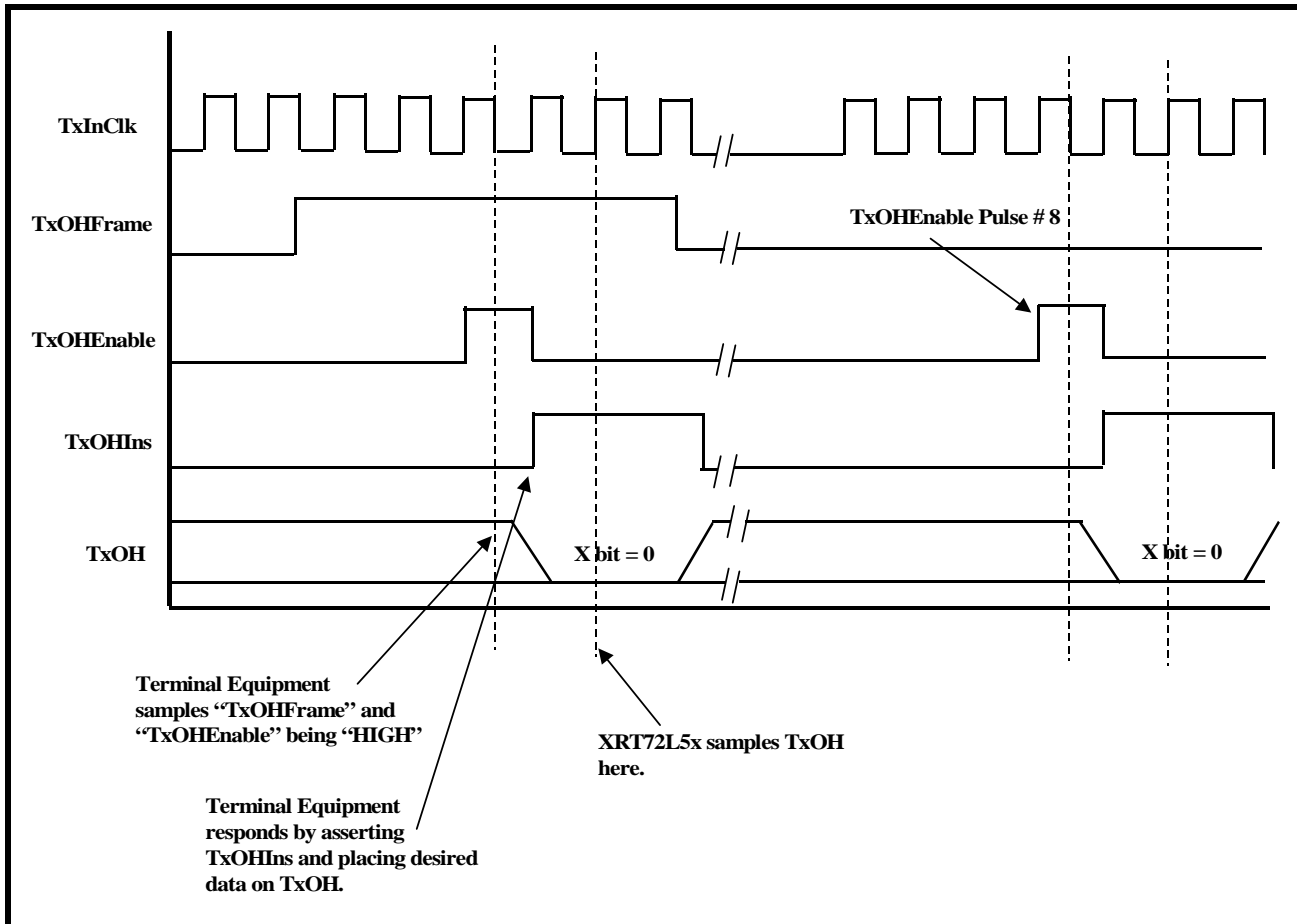 TxInClk
TxOHFrame
TxOHEnable Pulse # 8
TxOHEnable
TxOHIns
TxOH
X bit = 0
X bit = 0
Terminal Equipment
samples “TxOHFrame” and
“TxOHEnable” being “HIGH”
XRT72L5x samples TxOH
here.
Terminal Equipment
responds by asserting
TxOHIns and placing desired
data on TxOH.